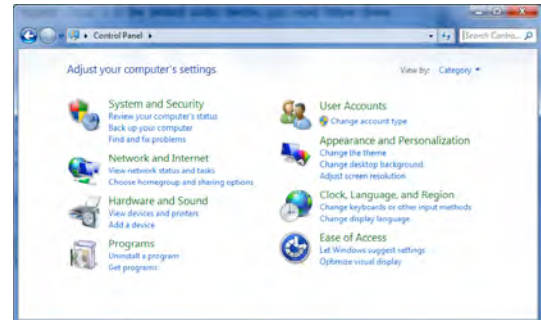 Control Panel
Search Contro...
Adjust your computer's settings
View by: Category
System and Security
Review your computer's status
Back up your computer
Find and fix problems
Network and Internet
View network status and tasks
Choose homegroup and sharing options
Hardware and Sound
View devices and printers
Add a device
Programs
Uninstall a program
Get programs
User Accounts
Change account type
Appearance and Personalization
Change the theme
Change desktop background
Adjust screen resolution
Clock, Language, and Region
Change keyboards or other input methods
Change display language
Ease of Access
Let Windows suggest settings
Optimize visual display